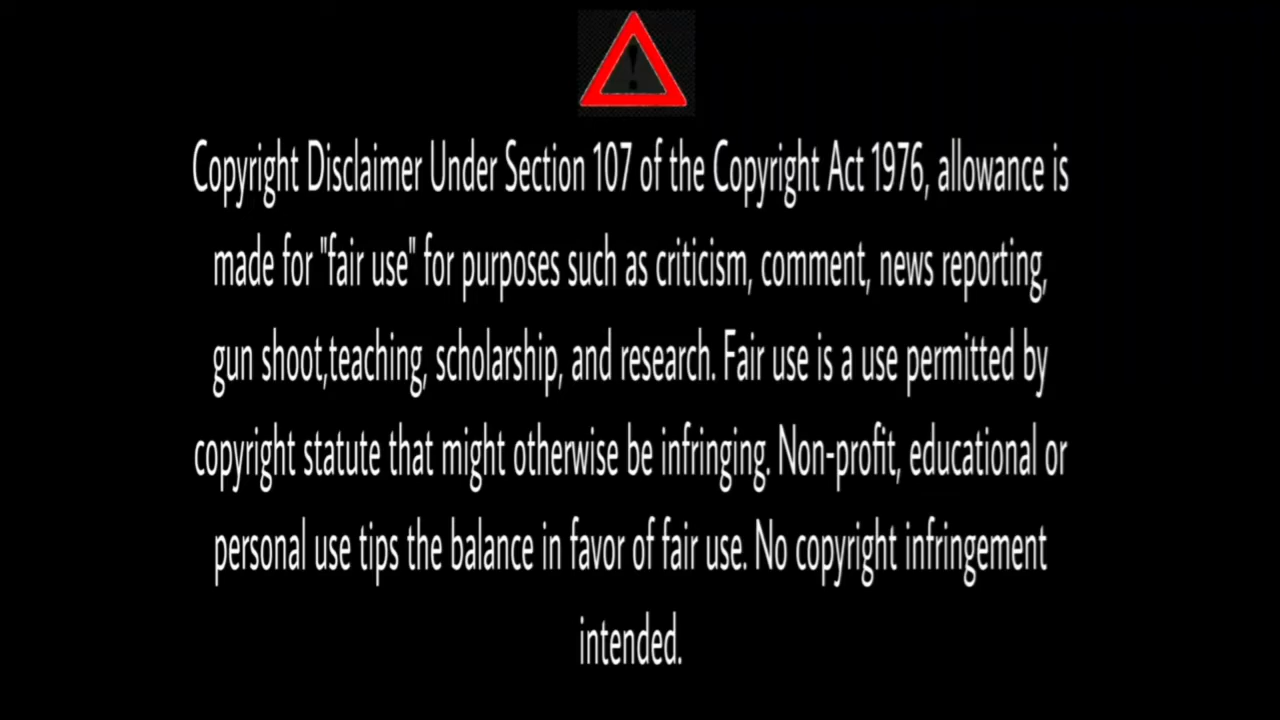 Copyright Disclaimer Under Section 107 of the Copyright Act 1976, allowance is
made for "fair use" for purposes such as criticism, comment, news reporting,
gun shoot,teaching, scholarship, and research. Fair use is a use permitted by
copyright statute that might otherwise be infringing. Non-profit, educational or
personal use tips the balance in favor of fair use. No copyright infringement
intended.